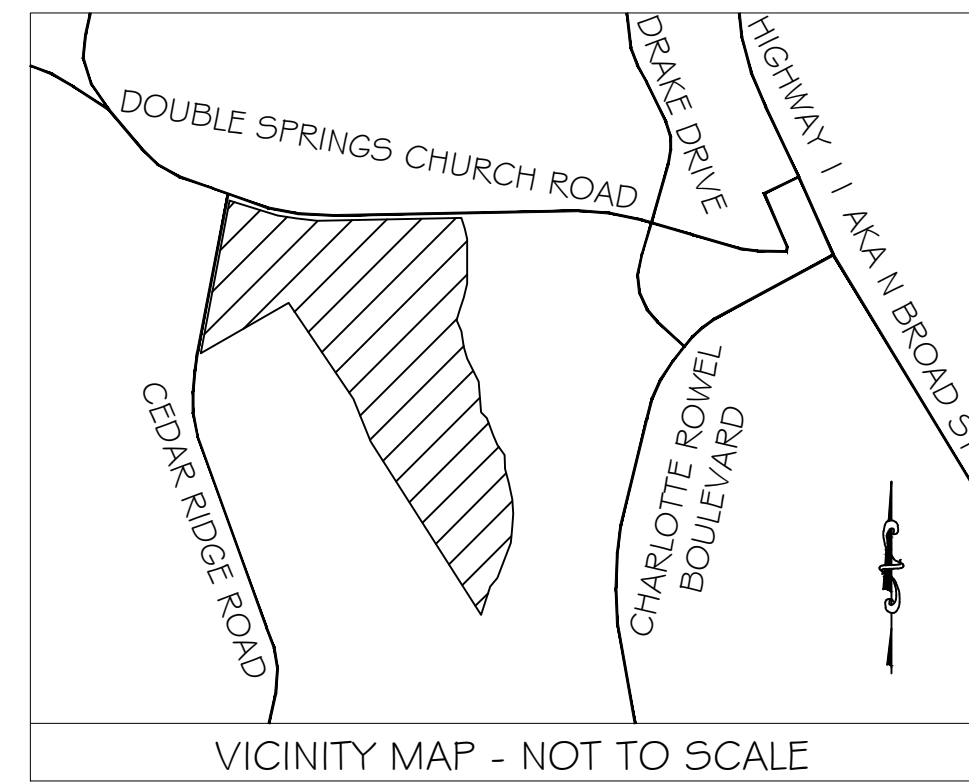 DOUBLE SPRINGS CHURCH ROAD
DRAKE DRIVE
HIGHWAY 11 AKA N BROAD ST
CEDAR RIDGE ROAD
CHARLOTTE ROWEL
BOULEVARD
VICINITY MAP - NOT TO SCALE